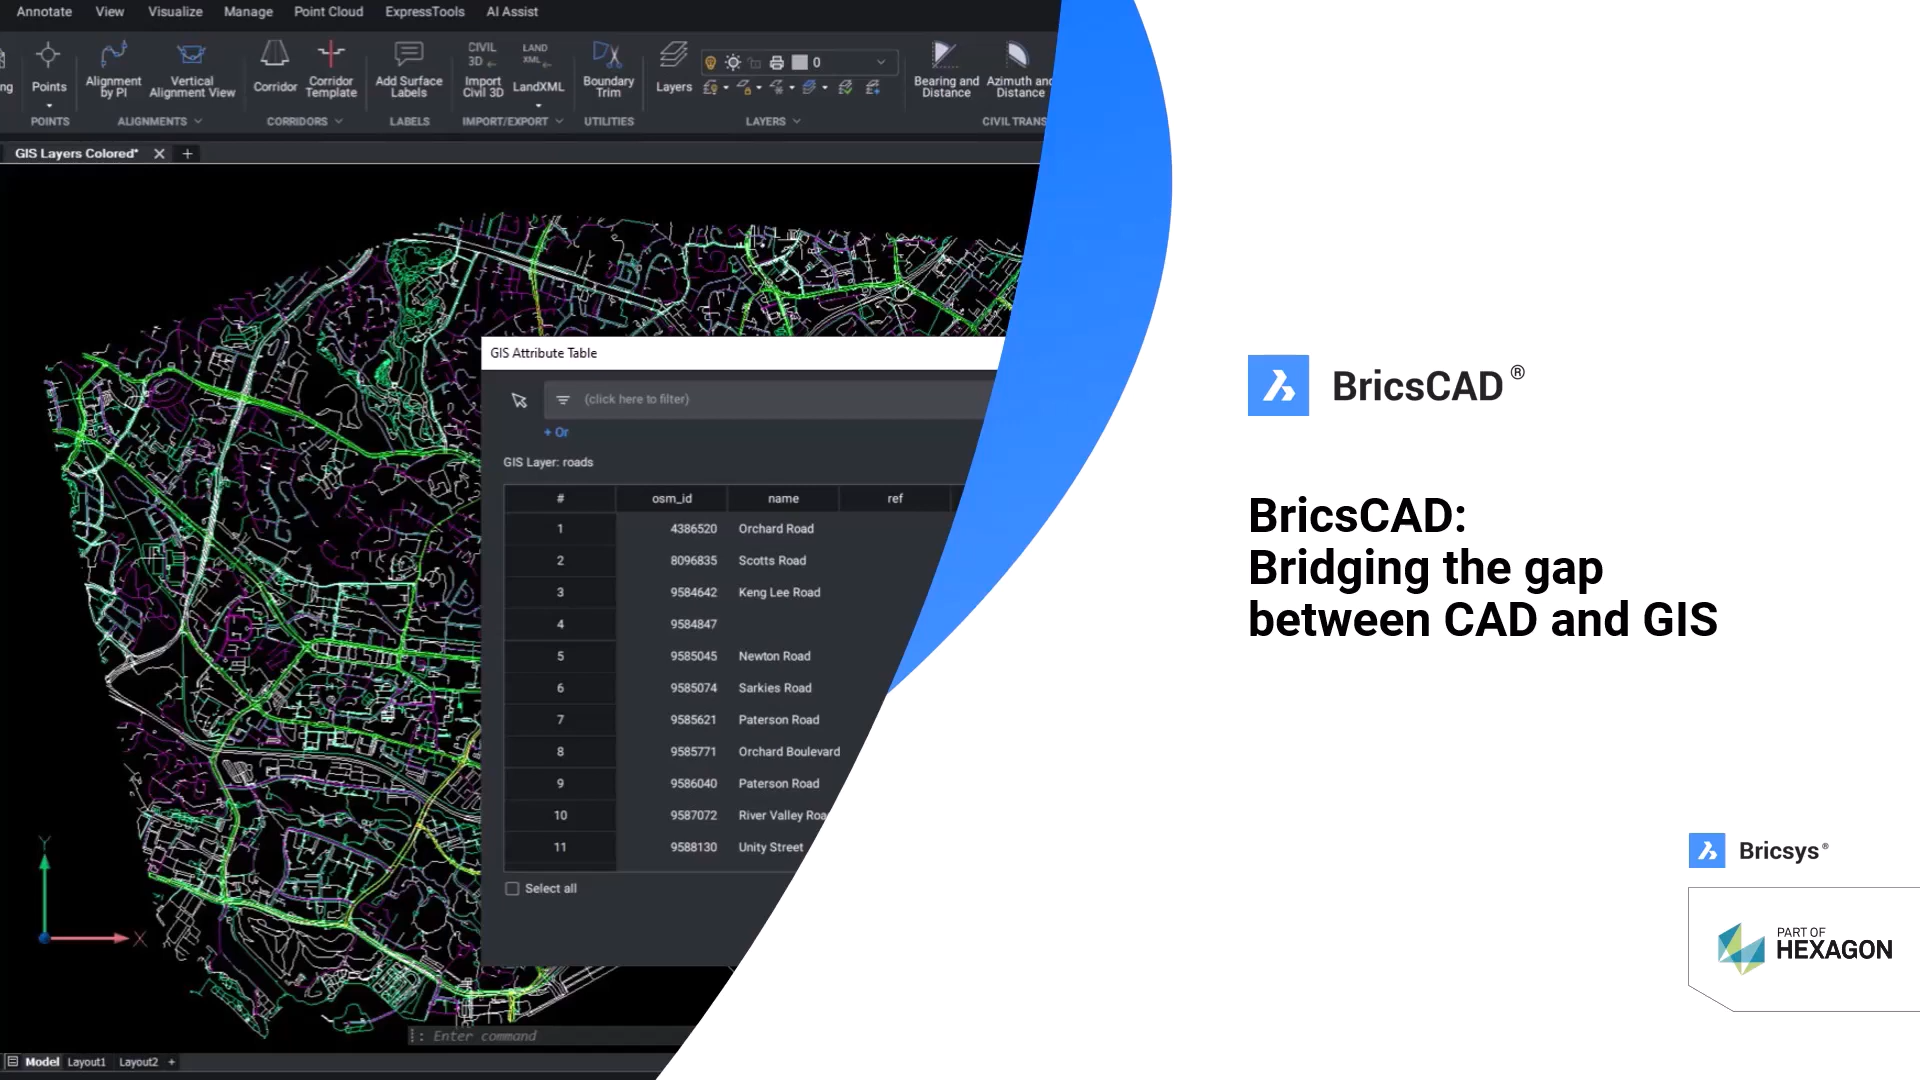 Annotate View Visualize Manage Point Cloud ExpressTools AI Assist
CIVIL 3D LAND XML
ng Points Alignment by PI Vertical Alignment View Corridor Corridor Template Add Surface Labels Import Civil 3D LandXML Boundary Trim Layers 0 Bearing and Distance Azimuth and Distance
POINTS ALIGNMENTS CORRIDORS LABELS IMPORT/EXPORT UTILITIES LAYERS CIVIL TRANS
GIS Layers Colored*
GIS Attribute Table
(click here to filter)
+ Or
GIS Layer: roads
# osm_id name ref
1 4386520 Orchard Road
2 8096835 Scotts Road
3 9584642 Keng Lee Road
4 9584847
5 9585045 Newton Road
6 9585074 Sarkies Road
7 9585621 Paterson Road
8 9585771 Orchard Boulevard
9 9586040 Paterson Road
10 9587072 River Valley Roa
11 9588130 Unity Street
Select all
Y
X
: Enter command
Model Layout1 Layout2 +
BricsCAD®
BricsCAD:
Bridging the gap
between CAD and GIS
Bricsys®
PART OF
HEXAGON